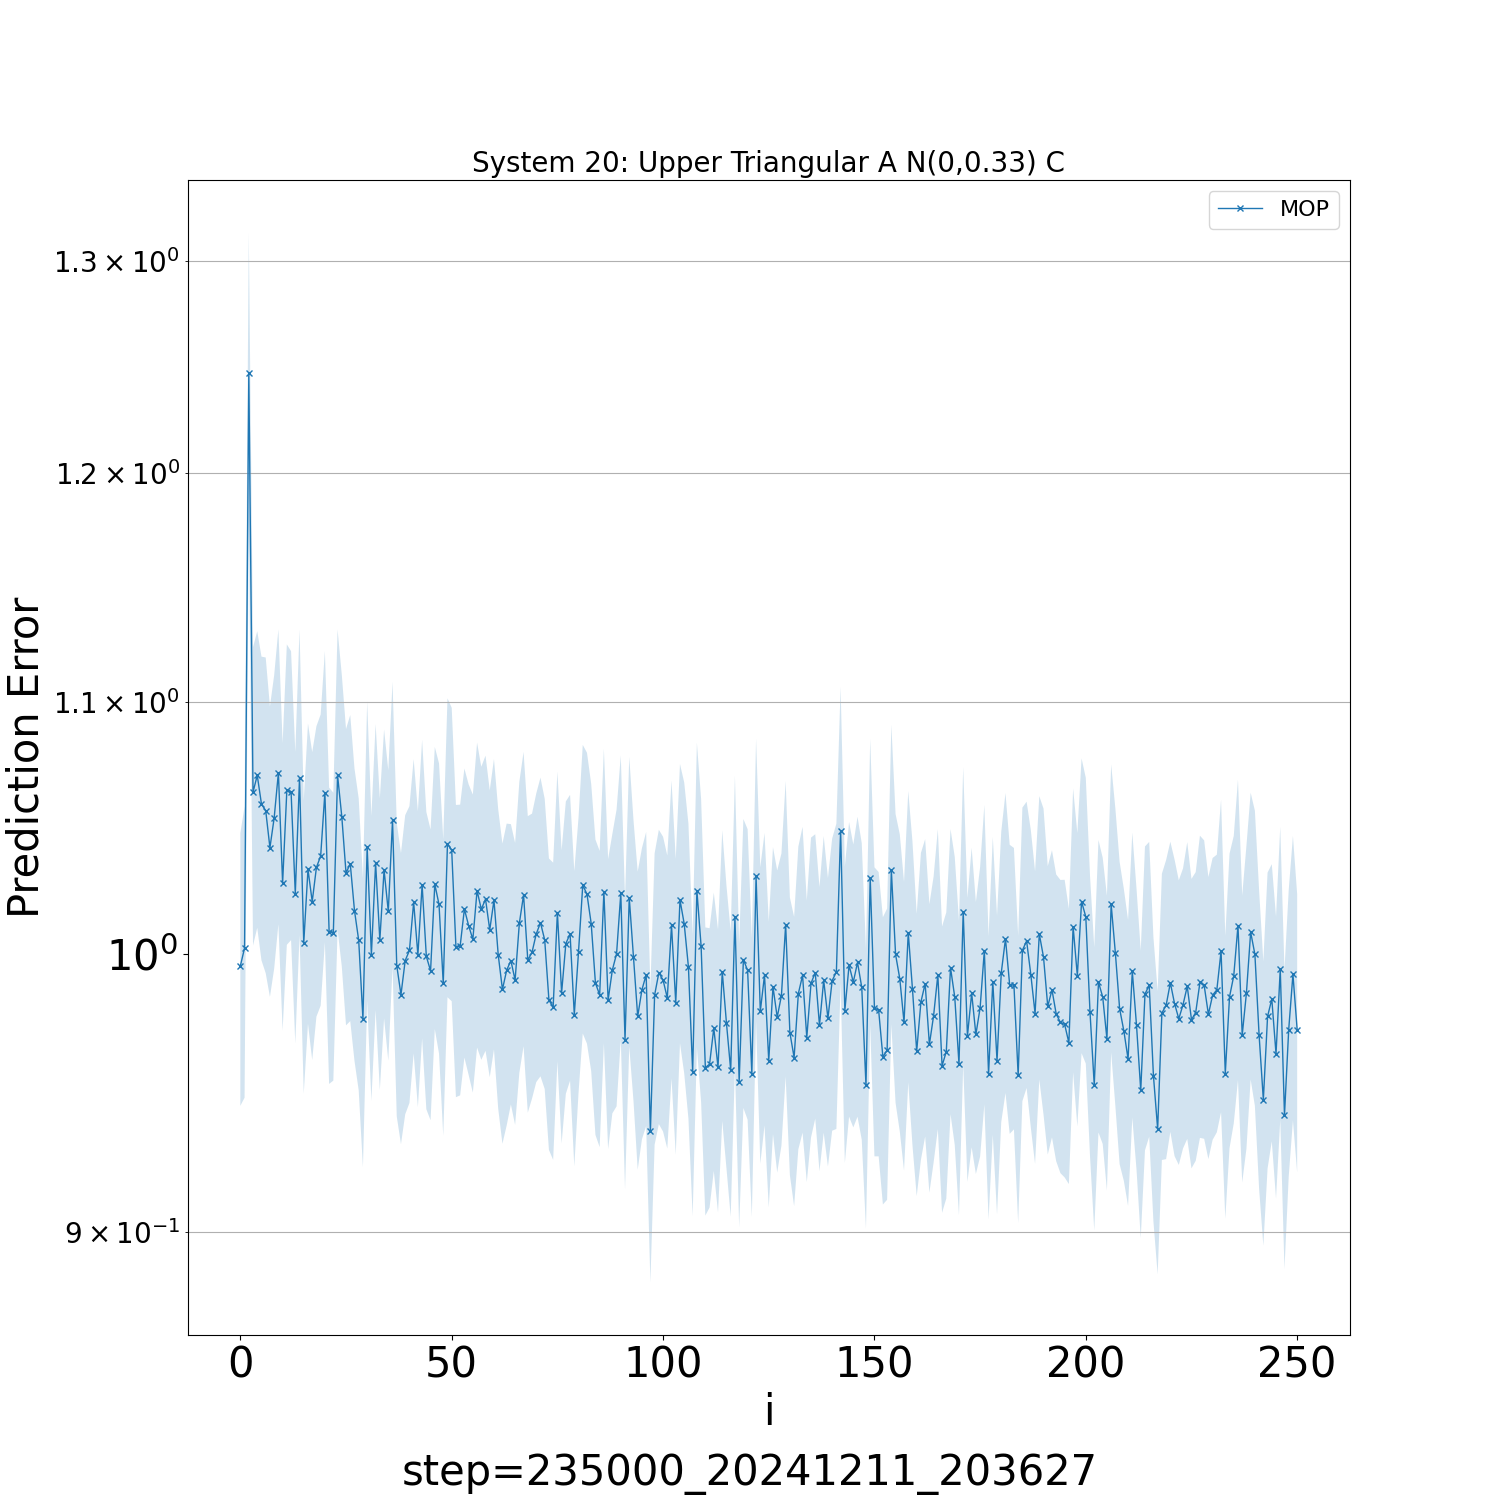 System 20: Upper Triangular A N(0,0.33) C
MOP
1.3 × 10⁰
1.2 × 10⁰
1.1 × 10⁰
10⁰
9 × 10⁻¹
Prediction Error
0 50 100 150 200 250
i
step=235000_20241211_203627